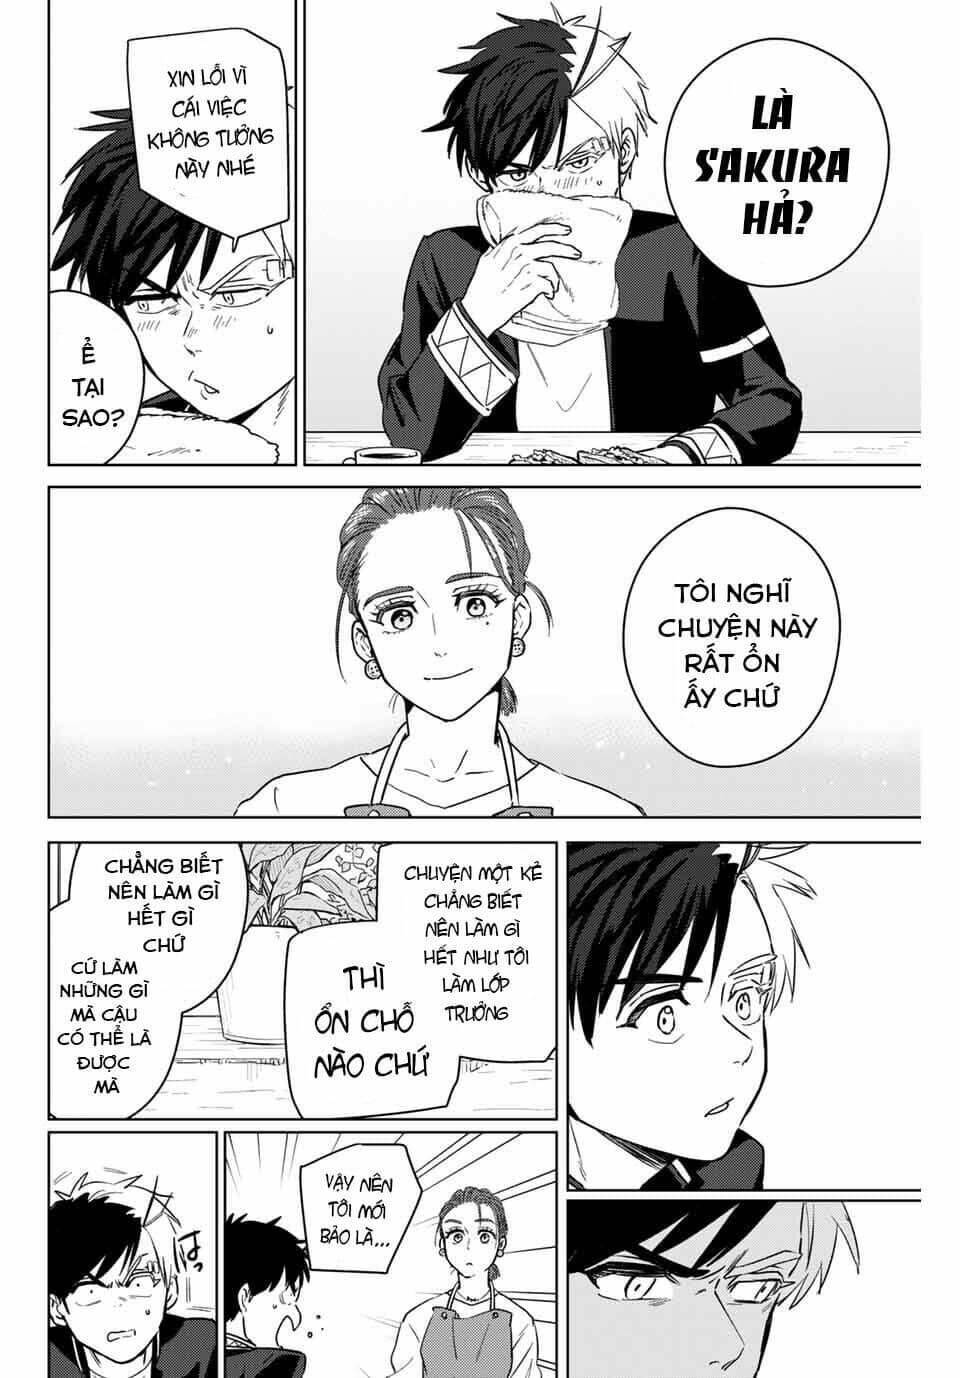 LÀ
SAKURA
HẢ?
XIN LỖI VÌ
CÁI VIỆC
KHÔNG TƯỞNG
NÀY NHÉ
Ể
TẠI
SAO?
TÔI NGHĨ
CHUYỆN NÀY
RẤT ỔN
ẤY CHỨ
CHUYỆN MỘT KẺ
CHẲNG BIẾT
NÊN LÀM GÌ
HẾT NHƯ TÔI
LÀM LỚP
TRƯỞNG
THÌ
ỔN CHỖ
NÀO CHỨ
CHẲNG BIẾT
NÊN LÀM GÌ
HẾT GÌ
CHỨ
CỨ LÀM
NHỮNG GÌ
MÀ CẬU
CÓ THỂ LÀ
ĐƯỢC
MÀ
VẬY NÊN
TÔI MỚI
BẢO LÀ...
はっ